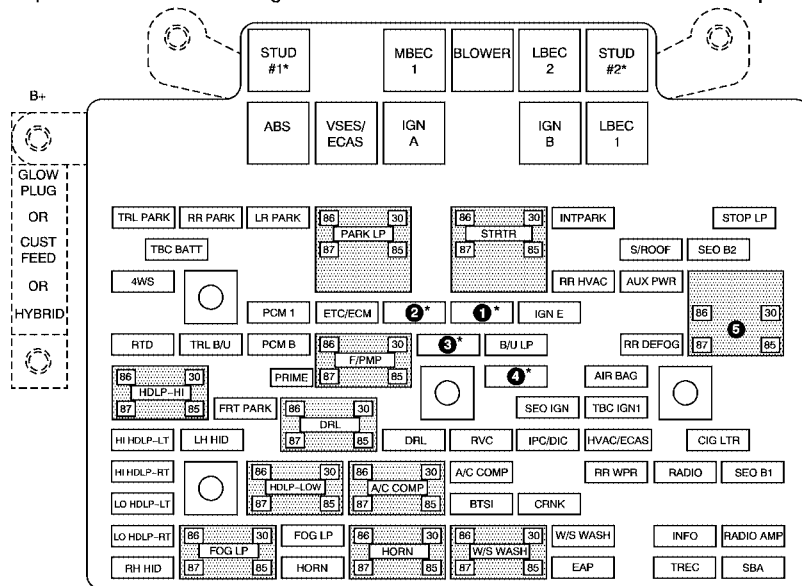 STUD #1*
MBEC 1
BLOWER
LBEC 2
STUD #2*
B+
ABS
VSES/ ECAS
IGN A
IGN B
LBEC 1
GLOW
PLUG
OR
CUST
FEED
OR
HYBRID
TRL PARK
RR PARK
LR PARK
86 30
PARK LP
87 85
86 30
STRTR
87 85
INTPARK
STOP LP
TBC BATT
S/ROOF
SEO B2
4WS
RR HVAC
AUX PWR
86 30
5
87 85
PCM 1
ETC/ECM
2*
1*
IGN E
RTD
TRL B/U
PCM B
86 30
F/PMP
87 85
3*
B/U LP
RR DEFOG
PRIME
4*
AIR BAG
86 30
HDLP-HI
87 85
FRT PARK
86 30
DRL
87 85
SEO IGN
TBC IGN1
HI HDLP-LT
LH HID
DRL
RVC
IPC/DIC
HVAC/ECAS
CIG LTR
HI HDLP-RT
86 30
HDLP-LOW
87 85
86 30
A/C COMP
87 85
A/C COMP
RR WPR
RADIO
SEO B1
LO HDLP-LT
BTSI
CRNK
LO HDLP-RT
86 30
FOG LP
87 85
FOG LP
86 30
HORN
87 85
86 30
W/S WASH
87 85
W/S WASH
INFO
RADIO AMP
RH HID
HORN
EAP
TREC
SBA